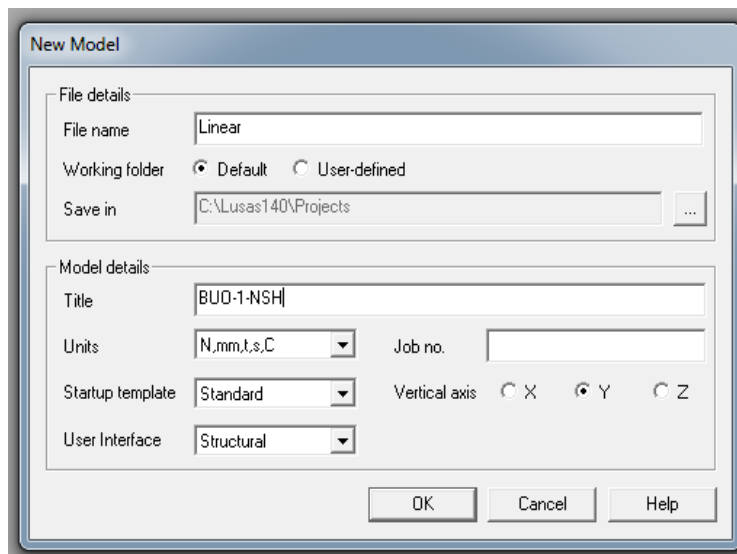 New Model
File details
File name Linear
Working folder Default User-defined
Save in C:\Lusas140\Projects ...
Model details
Title BUO-1-NSH
Units N,mm,t,s,C Job no.
Startup template Standard Vertical axis X Y Z
User Interface Structural
OK Cancel Help